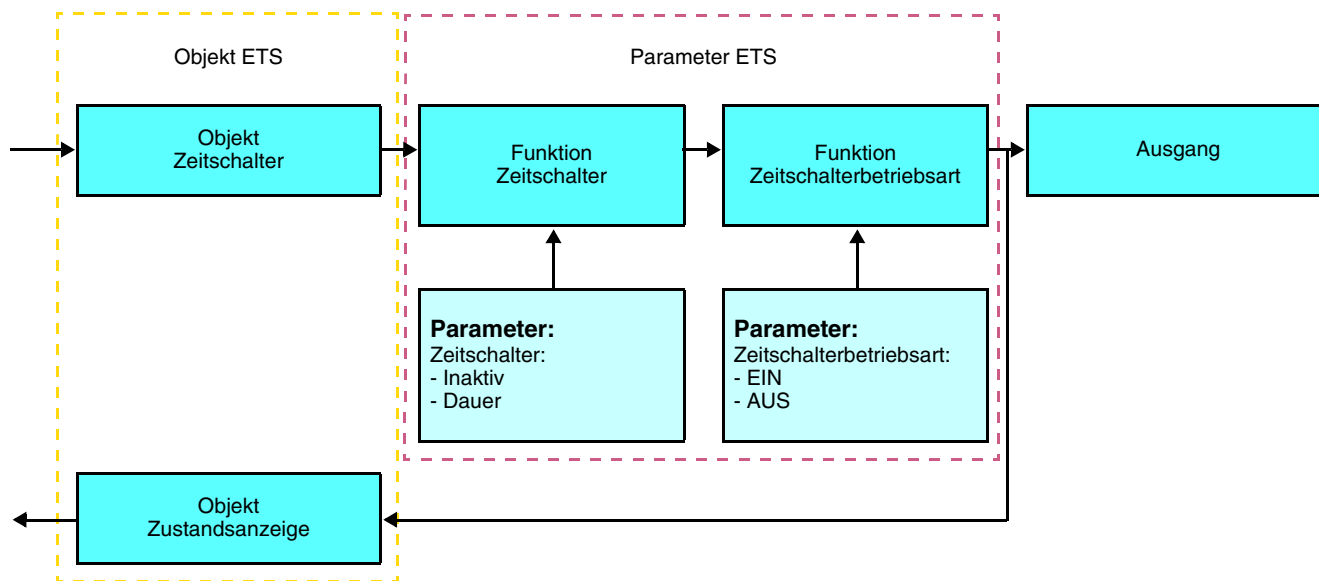 Objekt ETS
Parameter ETS
Objekt
Zeitschalter
Funktion
Zeitschalter
Funktion
Zeitschalterbetriebsart
Ausgang
Parameter:
Zeitschalter:
- Inaktiv
- Dauer
Parameter:
Zeitschalterbetriebsart:
- EIN
- AUS
Objekt
Zustandsanzeige